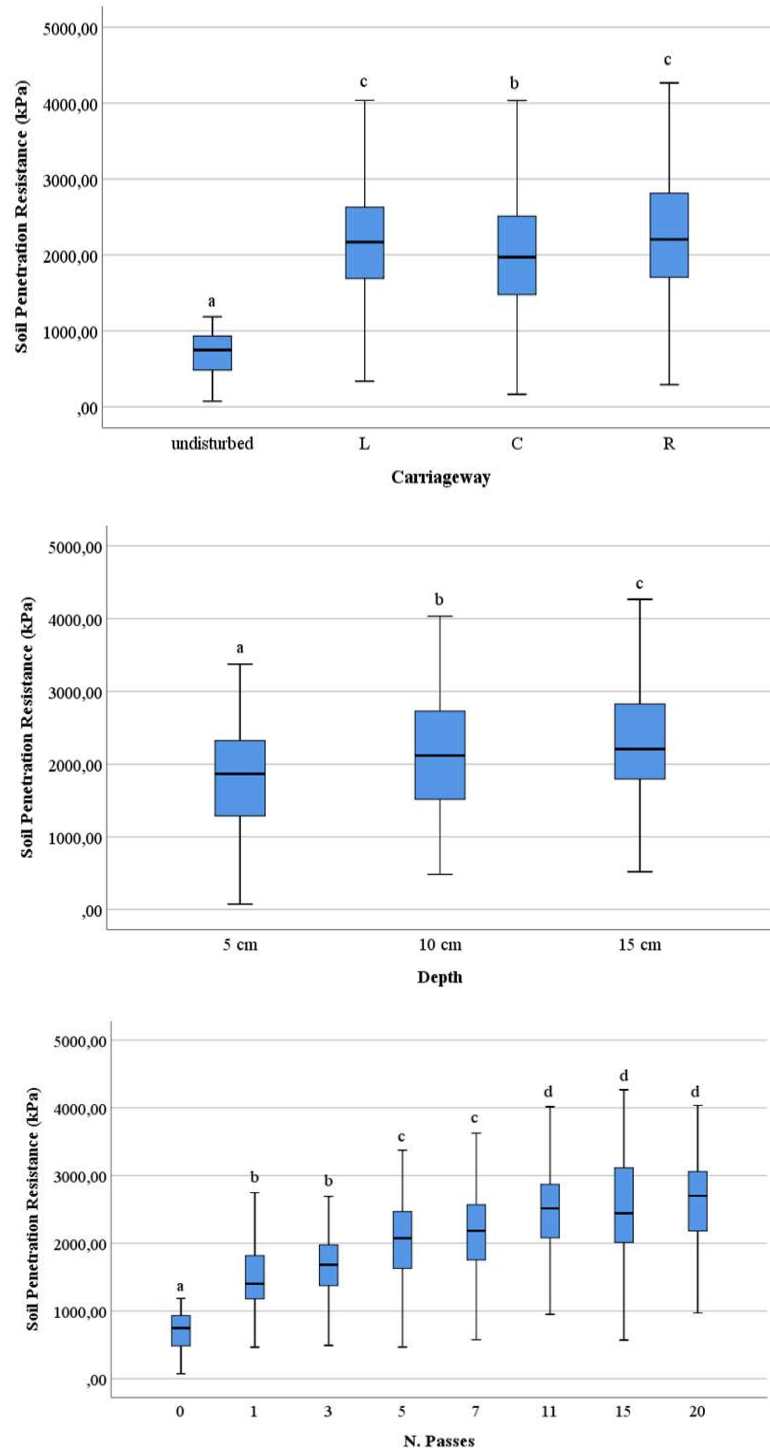 5000,00
c
c
b
4000,00
3000,00
2000,00
a
1000,00
,00
undisturbed L C R
Carriageway
Soil Penetration Resistance (kPa)
5000,00
c
b
4000,00
a
3000,00
2000,00
1000,00
,00
5 cm 10 cm 15 cm
Depth
Soil Penetration Resistance (kPa)
5000,00
d
d d
4000,00
c
c
3000,00
b b
2000,00
a
1000,00
,00
0 1 3 5 7 11 15 20
N. Passes
Soil Penetration Resistance (kPa)